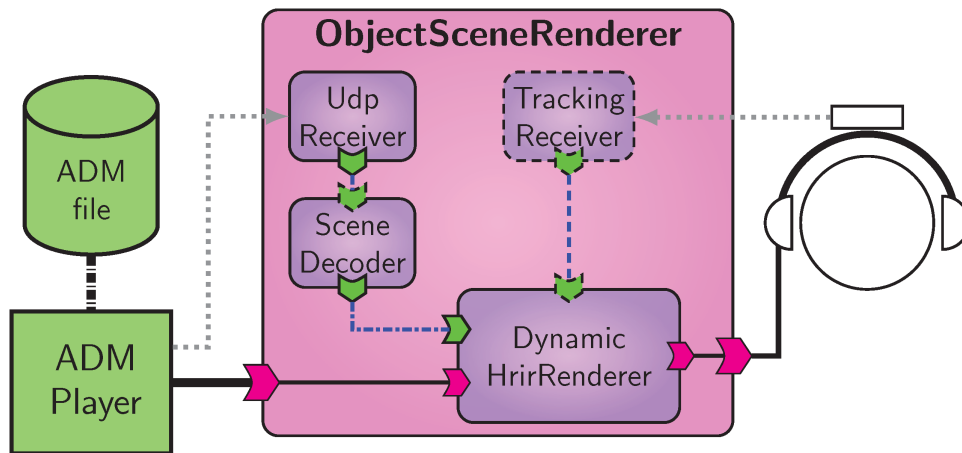 ObjectSceneRenderer
Udp
Receiver
Tracking
Receiver
ADM
file
Scene
Decoder
ADM
Player
Dynamic
HrirRenderer